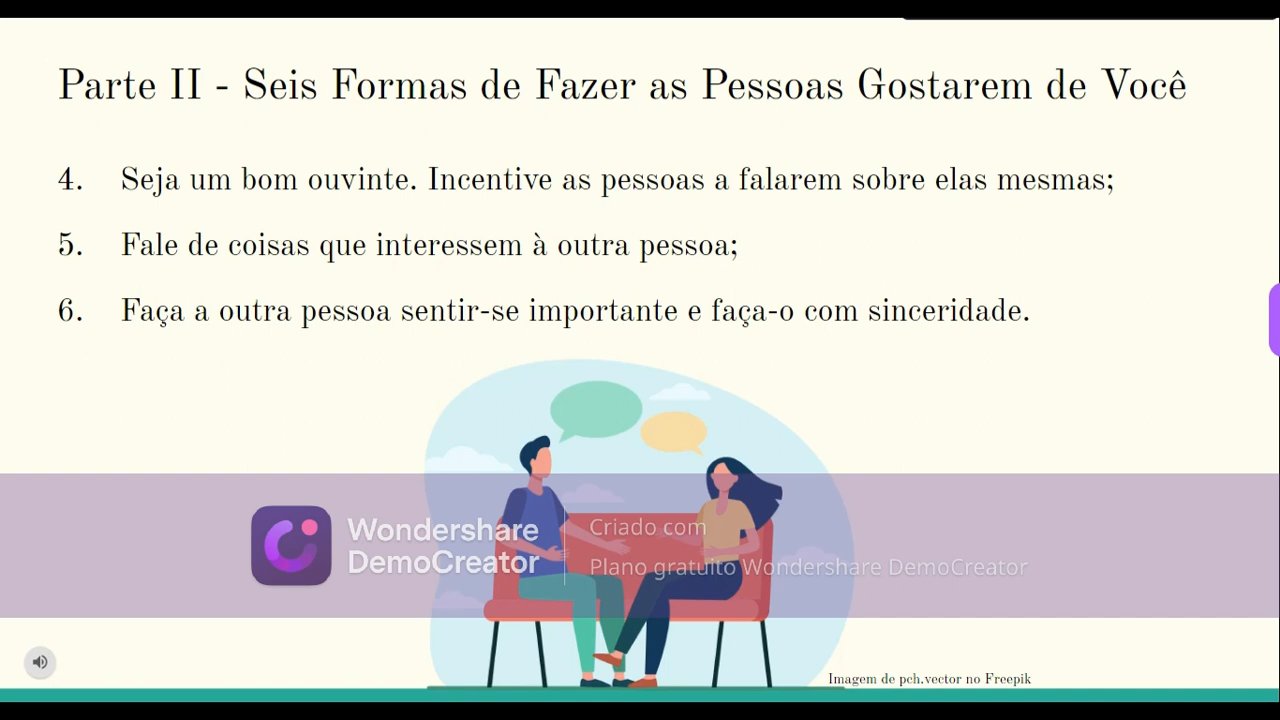 Parte II - Seis Formas de Fazer as Pessoas Gostarem de Você
4. Seja um bom ouvinte. Incentive as pessoas a falarem sobre elas mesmas;
5. Fale de coisas que interessem à outra pessoa;
6. Faça a outra pessoa sentir-se importante e faça-o com sinceridade.
Wondershare
DemoCreator
Criado com
Plano gratuito Wondershare DemoCreator
Imagem de pch.vector no Freepik